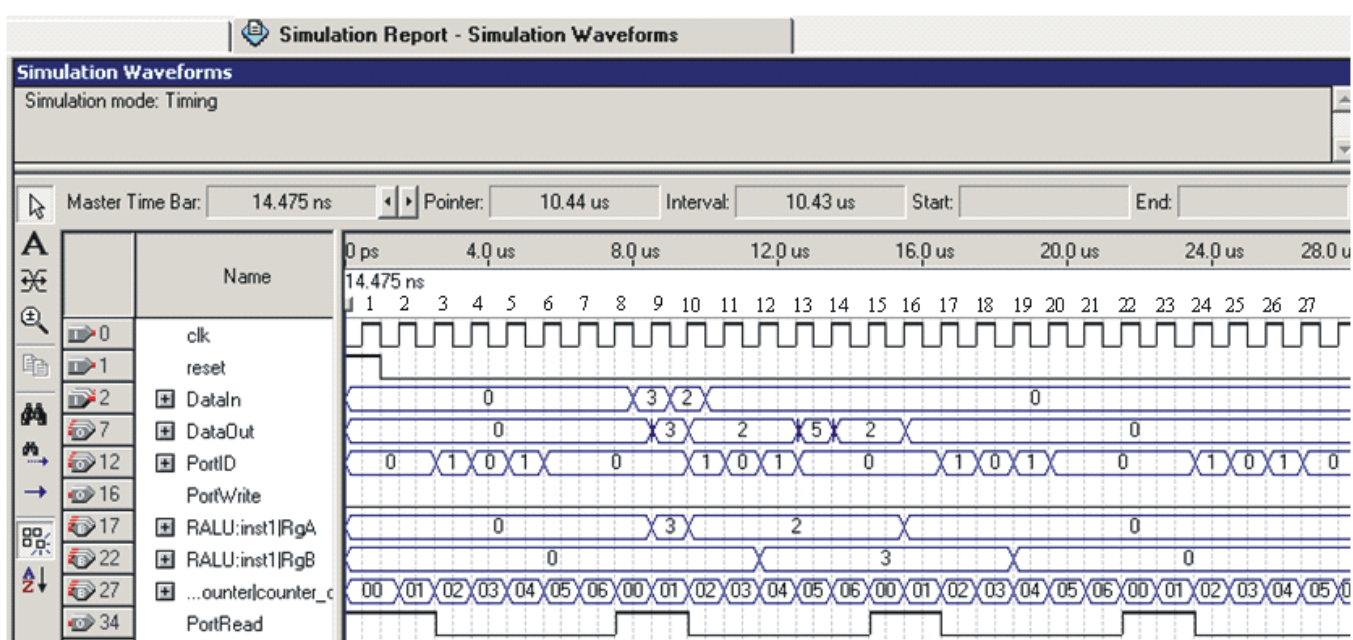 Simulation Report - Simulation Waveforms
Simulation Waveforms
Simulation mode: Timing
Master Time Bar: 14.475 ns Pointer: 10.44 us Interval: 10.43 us Start: End:
Name 0 ps 4.0 us 8.0 us 12.0 us 16.0 us 20.0 us 24.0 us 28.0 u
14.475 ns
1 2 3 4 5 6 7 8 9 10 11 12 13 14 15 16 17 18 19 20 21 22 23 24 25 26 27
0 clk
1 reset
2 DataIn 0 3 2 0
7 DataOut 0 3 2 5 2 0
12 PortID 0 1 0 1 0 1 0 1 0 1 0 1 0 1 0 1 0
16 PortWrite
17 RALU:inst1|RgA 0 3 2 0
22 RALU:inst1|RgB 0 3 0
27 ...ounter|counter_c 00 01 02 03 04 05 06 00 01 02 03 04 05 06 00 01 02 03 04 05 06 00 01 02 03 04 05 0
34 PortRead